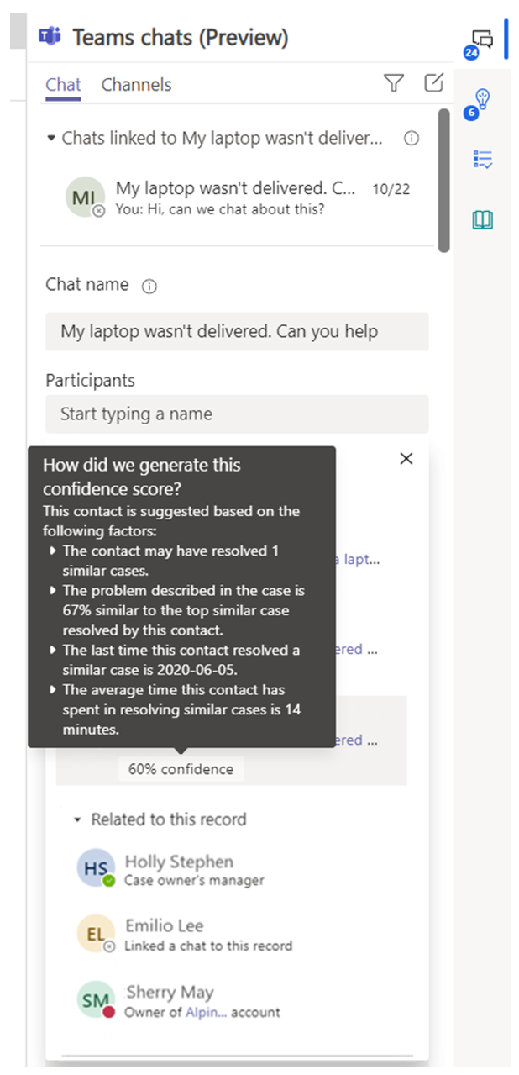 Teams chats (Preview)
24
Chat Channels
6
Chats linked to My laptop wasn't deliver...
MI
My laptop wasn't delivered. C... 10/22
You: Hi, can we chat about this?
Chat name
My laptop wasn't delivered. Can you help
Participants
Start typing a name
How did we generate this
confidence score?
This contact is suggested based on the
following factors:
The contact may have resolved 1
similar cases.
a lapt...
The problem described in the case is
67% similar to the top similar case
resolved by this contact.
The last time this contact resolved a
ered ...
similar case is 2020-06-05.
The average time this contact has
spent in resolving similar cases is 14
minutes.
ered ...
60% confidence
Related to this record
HS
Holly Stephen
Case owner's manager
EL
Emilio Lee
Linked a chat to this record
SM
Sherry May
Owner of Alpin... account